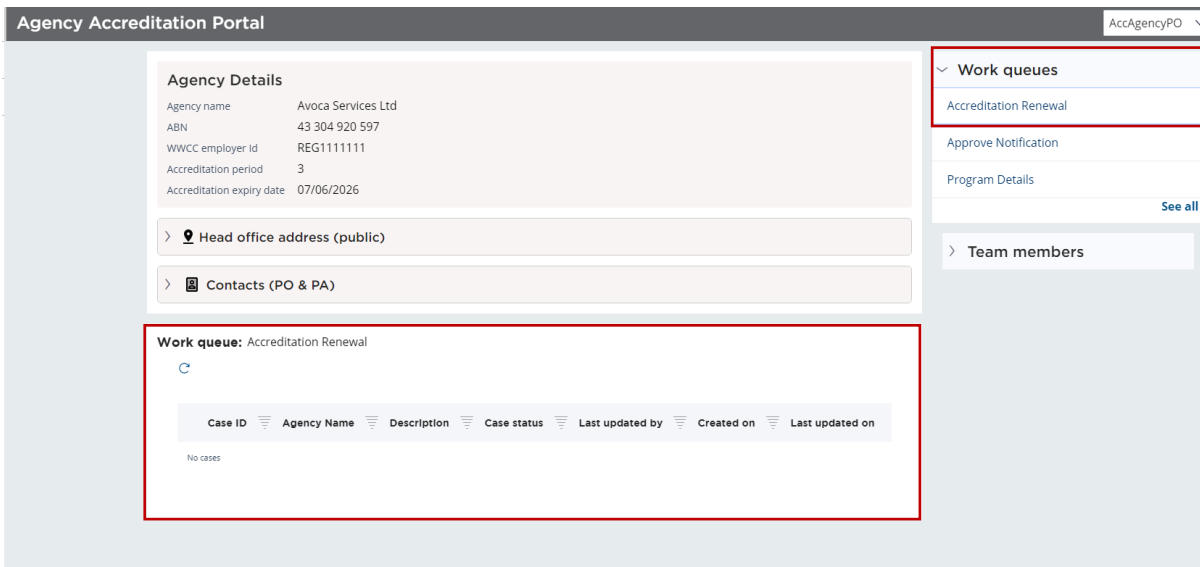 Agency Accreditation Portal
AccAgencyPO
Agency Details
Agency name Avoca Services Ltd
ABN 43 304 920 597
WWCC employer Id REG1111111
Accreditation period 3
Accreditation expiry date 07/06/2026
Head office address (public)
Contacts (PO & PA)
Work queue: Accreditation Renewal
Case ID Agency Name Description Case status Last updated by Created on Last updated on
No cases
Work queues
Accreditation Renewal
Approve Notification
Program Details
See all
Team members